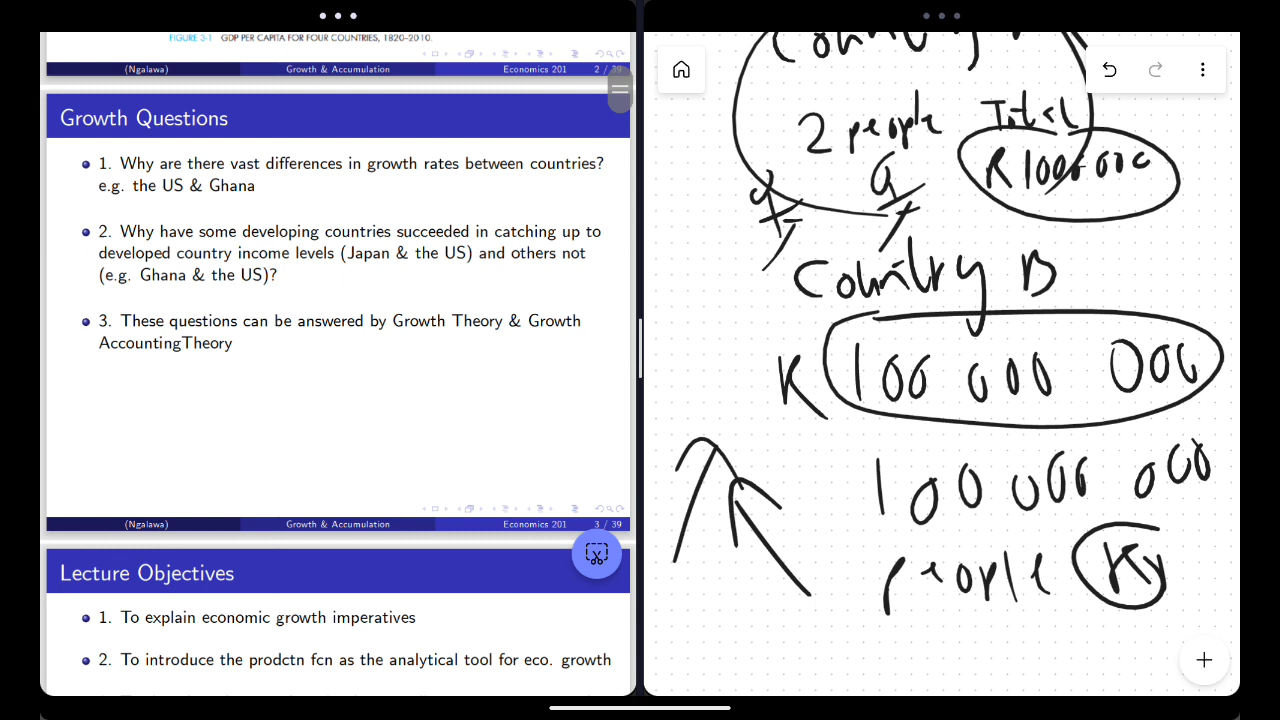 FIGURE 3-1 GDP PER CAPITA FOR FOUR COUNTRIES, 1820–2010.
(Ngalawa) Growth & Accumulation Economics 201 2 / 39
Growth Questions
1. Why are there vast differences in growth rates between countries?
e.g. the US & Ghana
2. Why have some developing countries succeeded in catching up to
developed country income levels (Japan & the US) and others not
(e.g. Ghana & the US)?
3. These questions can be answered by Growth Theory & Growth
AccountingTheory
(Ngalawa) Growth & Accumulation Economics 201 3 / 39
Lecture Objectives
1. To explain economic growth imperatives
2. To introduce the prodctn fcn as the analytical tool for eco. growth
Country
2 people Total
R100 000
Country B
R 100 000 000
100 000 000
people